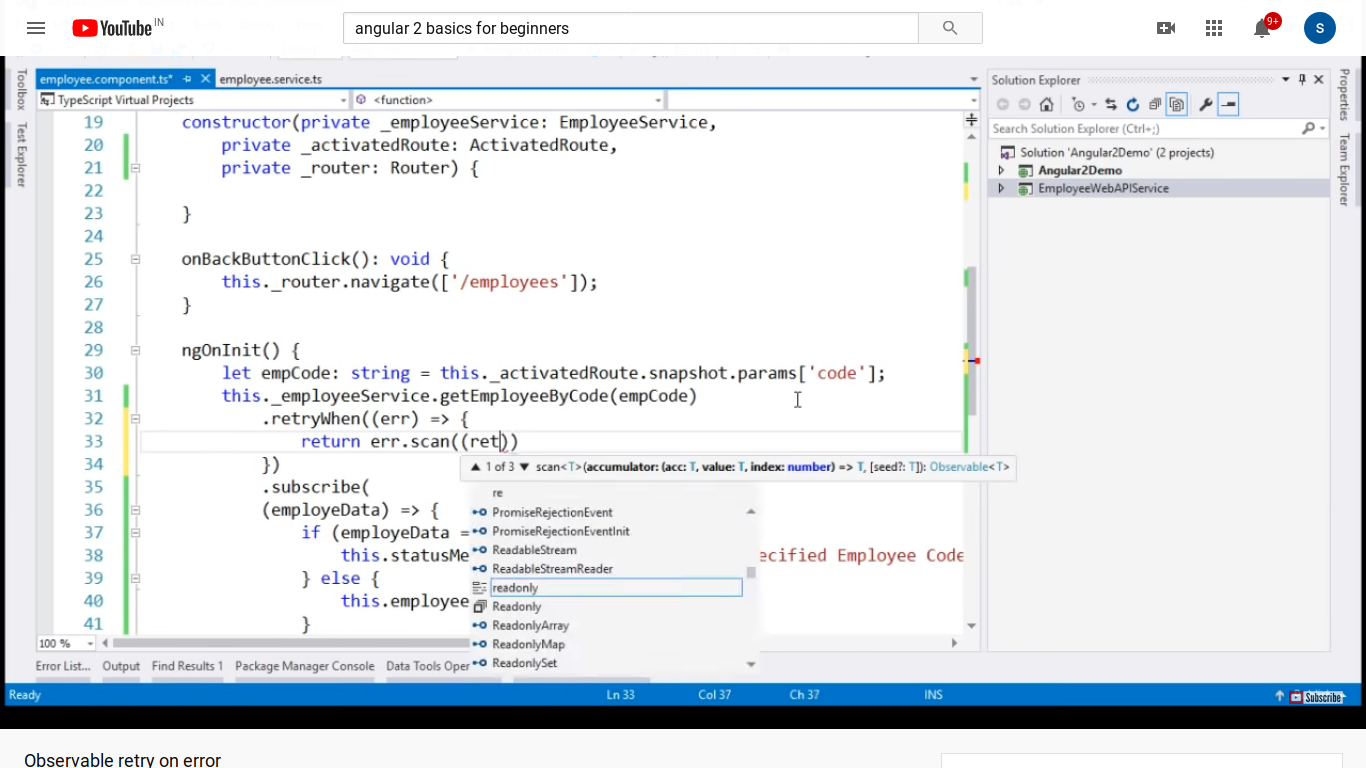 YouTube IN
angular 2 basics for beginners
9+
S
employee.component.ts*
employee.service.ts
TypeScript Virtual Projects
<function>
Toolbox
Test Explorer
19 constructor(private _employeeService: EmployeeService,
20 private _activatedRoute: ActivatedRoute,
21 private _router: Router) {
22
23 }
24
25 onBackButtonClick(): void {
26 this._router.navigate(['/employees']);
27 }
28
29 ngOnInit() {
30 let empCode: string = this._activatedRoute.snapshot.params['code'];
31 this._employeeService.getEmployeeByCode(empCode)
32 .retryWhen((err) => {
33 return err.scan((ret))
34 })
35 .subscribe(
36 (employeData) => {
37 if (employeData =
38 this.statusMe ecified Employee Code
39 } else {
40 this.employee
41 }
1 of 3 scan<T>(accumulator: (acc: T, value: T, index: number) => T, [seed?: T]): Observable<T>
re
PromiseRejectionEvent
PromiseRejectionEventInit
ReadableStream
ReadableStreamReader
readonly
Readonly
ReadonlyArray
ReadonlyMap
ReadonlySet
100 %
Error List...
Output
Find Results 1
Package Manager Console
Data Tools Oper
Ready
Ln 33
Col 37
Ch 37
INS
Subscribe
Solution Explorer
Search Solution Explorer (Ctrl+;)
Solution 'Angular2Demo' (2 projects)
Angular2Demo
EmployeeWebAPIService
Properties
Team Explorer
Observable retry on error